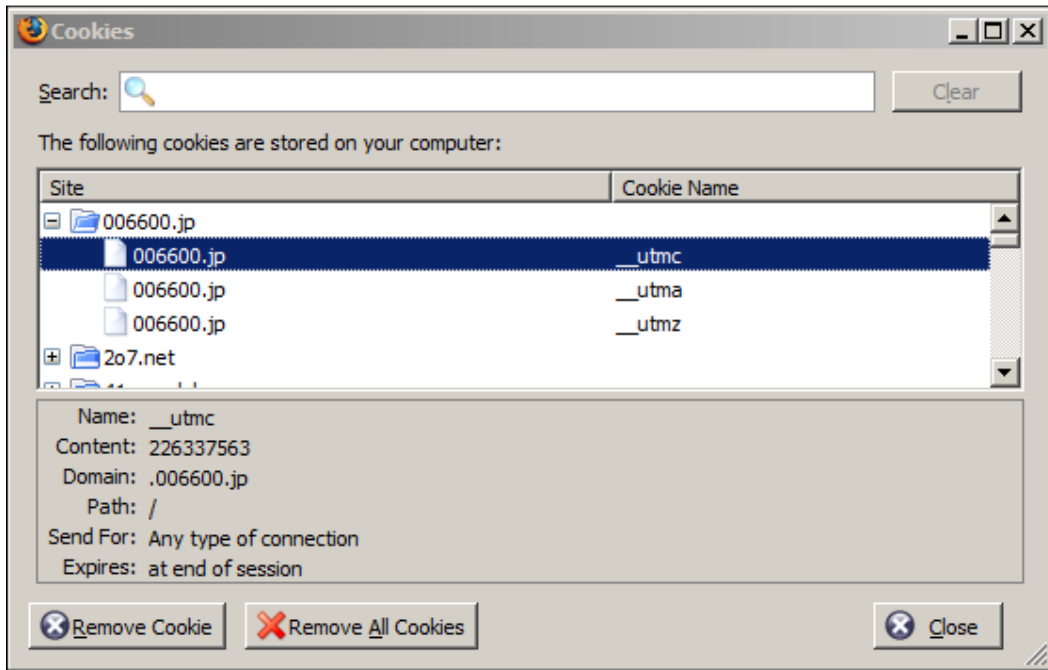 Cookies
Search: Clear
The following cookies are stored on your computer:
Site Cookie Name
006600.jp
006600.jp __utmc
006600.jp __utma
006600.jp __utmz
2o7.net
Name: __utmc
Content: 226337563
Domain: .006600.jp
Path: /
Send For: Any type of connection
Expires: at end of session
Remove Cookie Remove All Cookies Close